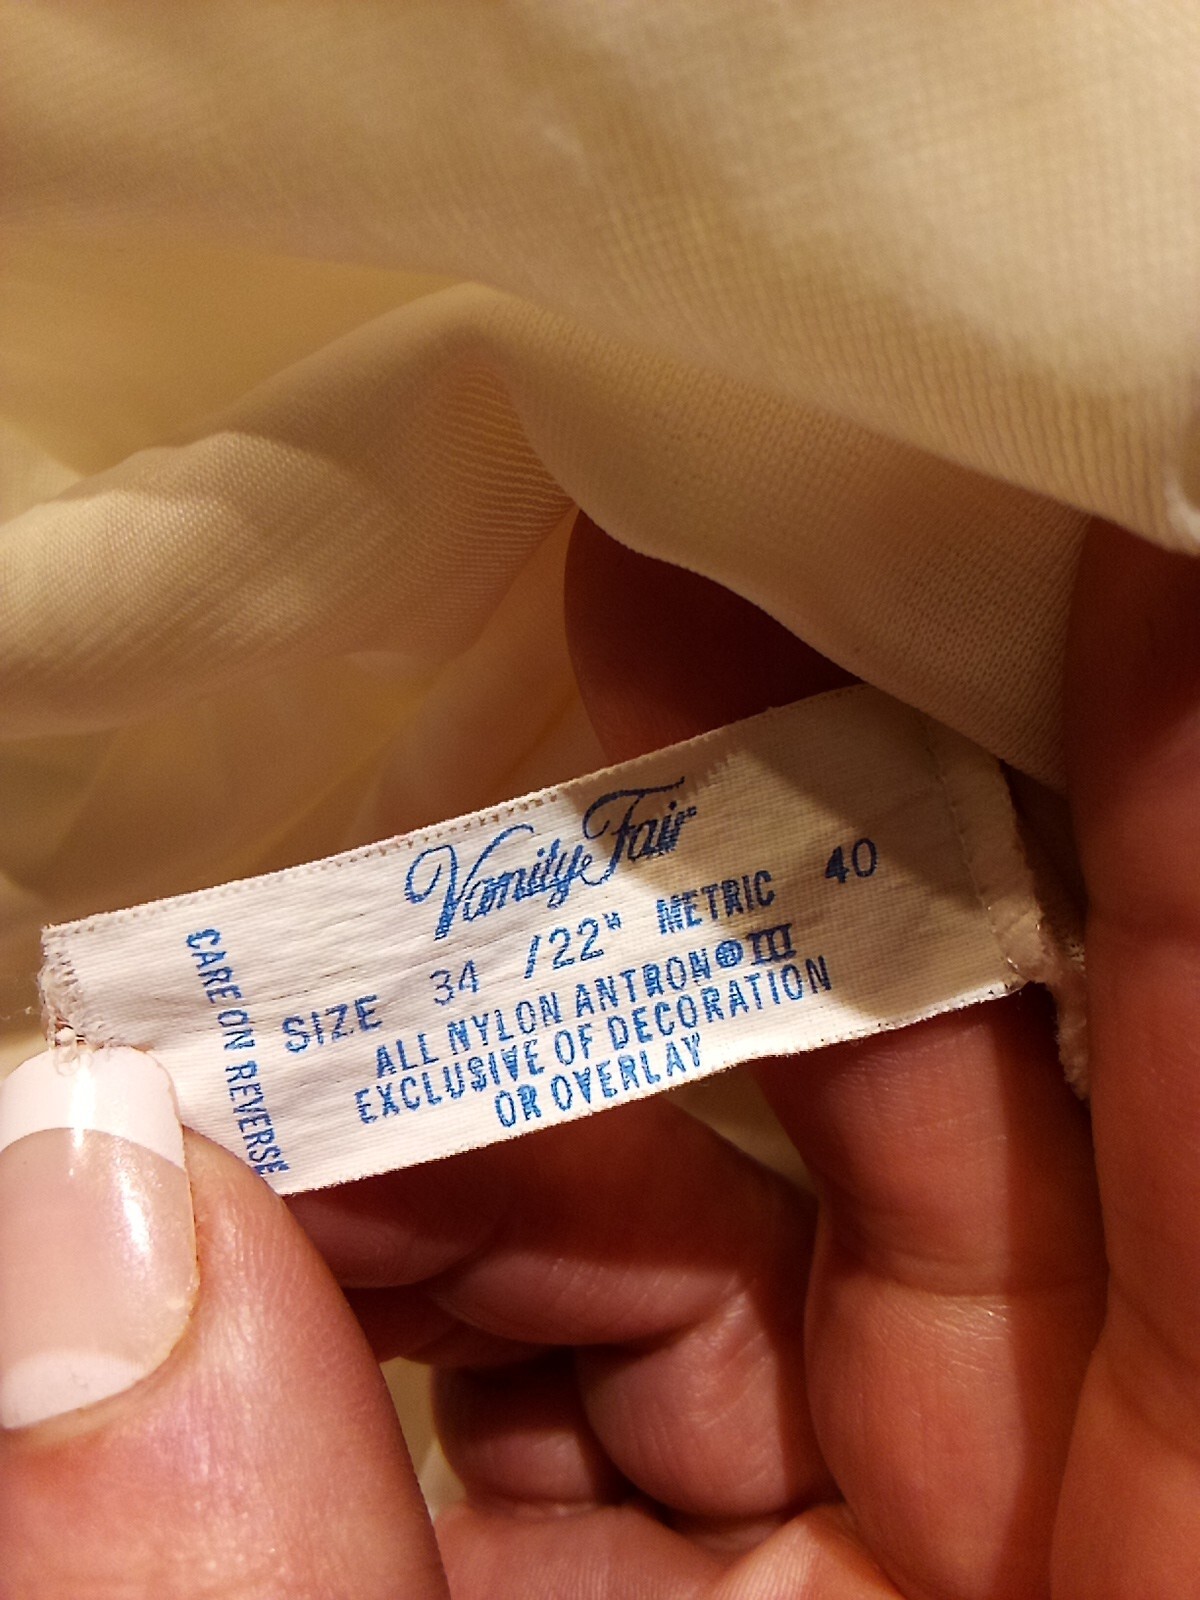 Vanity Fair®
SIZE 34 /22" METRIC 40
ALL NYLON ANTRON® III
EXCLUSIVE OF DECORATION
OR OVERLAY
CARE ON REVERSE